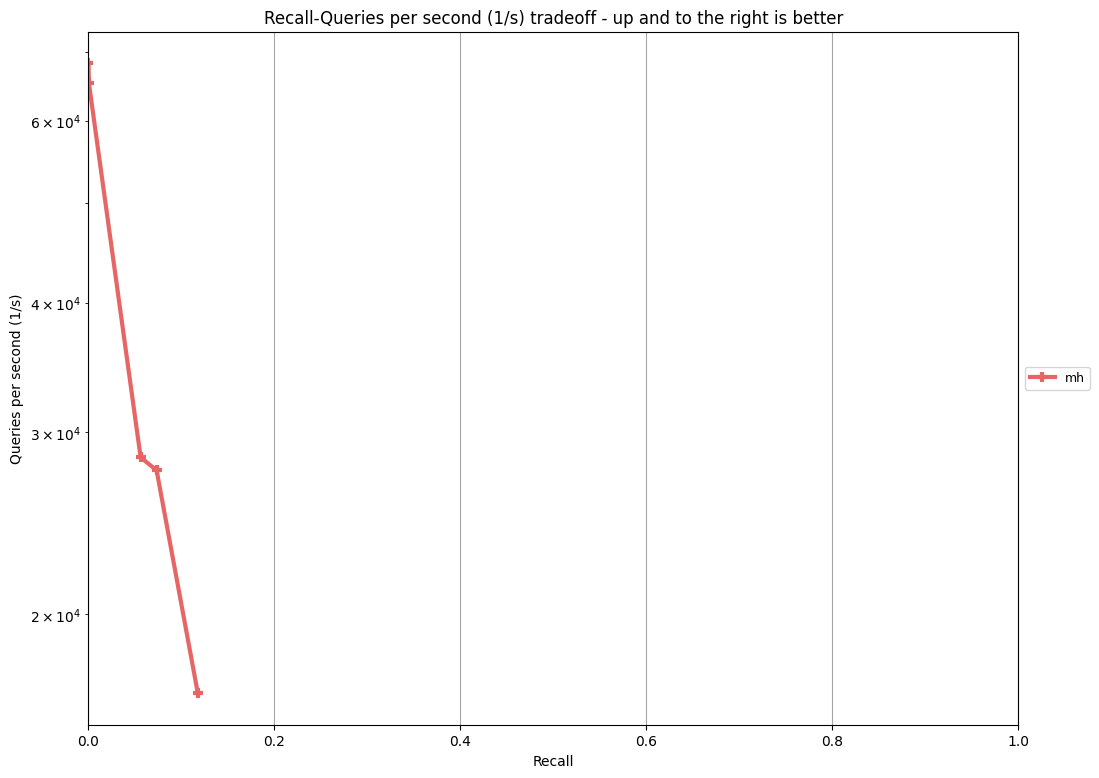 Recall-Queries per second (1/s) tradeoff - up and to the right is better
Queries per second (1/s)
6 × 10⁴
4 × 10⁴
3 × 10⁴
2 × 10⁴
0.0 0.2 0.4 0.6 0.8 1.0
Recall
mh